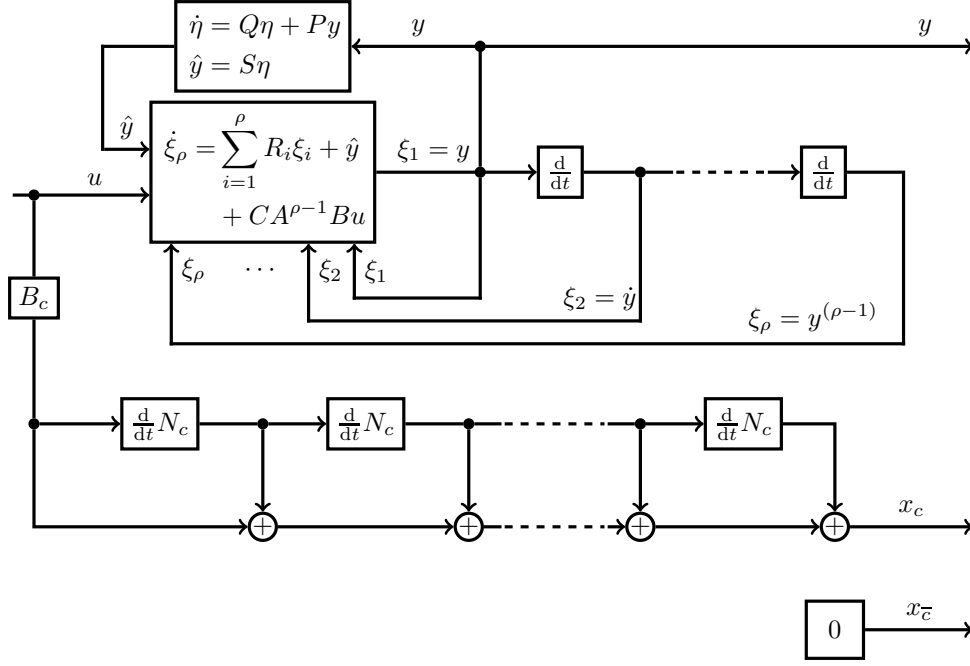 η̇ = Qη + Py
ŷ = Sη
y
y
ŷ
ξ̇_ρ = ∑_{i=1}^{ρ} R_i ξ_i + ŷ
+ CA^{ρ−1}Bu
ξ_1 = y
d/dt
d/dt
u
ξ_ρ
⋯
ξ_2
ξ_1
B_c
ξ_2 = ẏ
ξ_ρ = y^{(ρ−1)}
d/dt N_c
d/dt N_c
d/dt N_c
+
+
+
+
x_c
0
x_{c̅}